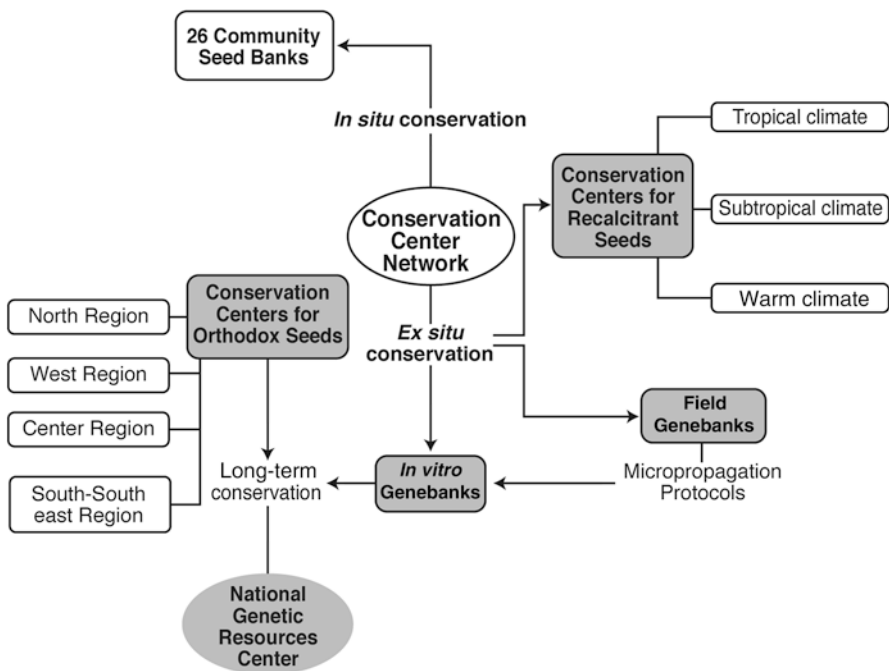 26 Community
Seed Banks
In situ conservation
Tropical climate
Conservation
Centers for
Recalcitrant
Seeds
Subtropical climate
Warm climate
Conservation
Center
Network
Conservation
Centers for
Orthodox Seeds
North Region
West Region
Center Region
South-South
east Region
Ex situ
conservation
Field
Genebanks
Micropropagation
Protocols
In vitro
Genebanks
Long-term
conservation
National
Genetic
Resources
Center